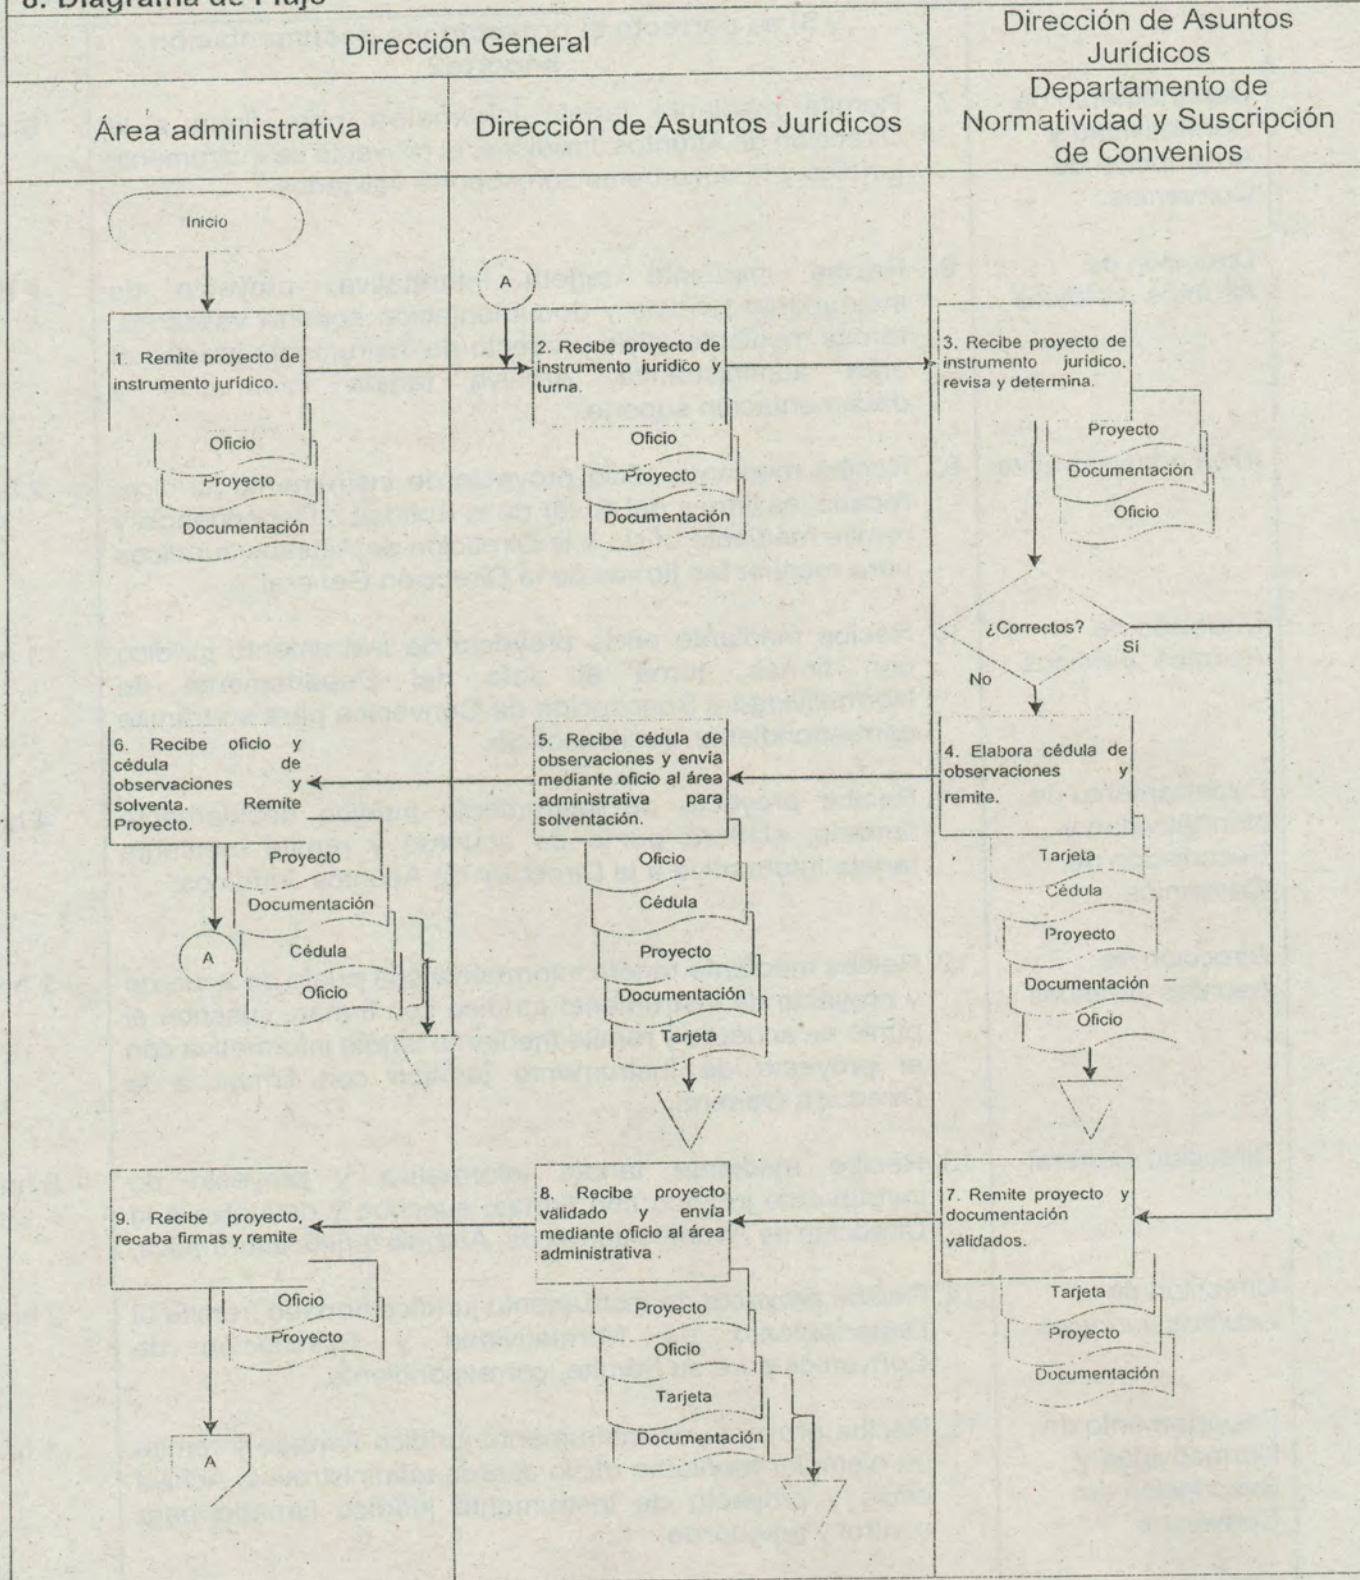 Diagrama de Flujo
Dirección General
Dirección de Asuntos
Jurídicos
Área administrativa
Dirección de Asuntos Jurídicos
Departamento de
Normatividad y Suscripción
de Convenios
Inicio
A
1. Remite proyecto de
instrumento jurídico.
Oficio
Proyecto
Documentación
2. Recibe proyecto de
instrumento jurídico y
turna.
Oficio
Proyecto
Documentación
3. Recibe proyecto de
instrumento jurídico,
revisa y determina.
Proyecto
Documentación
Oficio
¿Correctos?
Si
No
4. Elabora cédula de
observaciones y
remite.
Tarjeta
Cédula
Proyecto
Documentación
Oficio
5. Recibe cédula de
observaciones y envía
mediante oficio al área
administrativa para
solventación.
Oficio
Cédula
Proyecto
Documentación
Tarjeta
6. Recibe oficio y
cédula de
observaciones y
solventa. Remite
Proyecto.
Proyecto
Documentación
Cédula
Oficio
A
7. Remite proyecto y
documentación
validados.
Tarjeta
Proyecto
Documentación
8. Recibe proyecto
validado y envía
mediante oficio al área
administrativa .
Proyecto
Oficio
Tarjeta
Documentación
9. Recibe proyecto,
recaba firmas y remite
Oficio
Proyecto
A